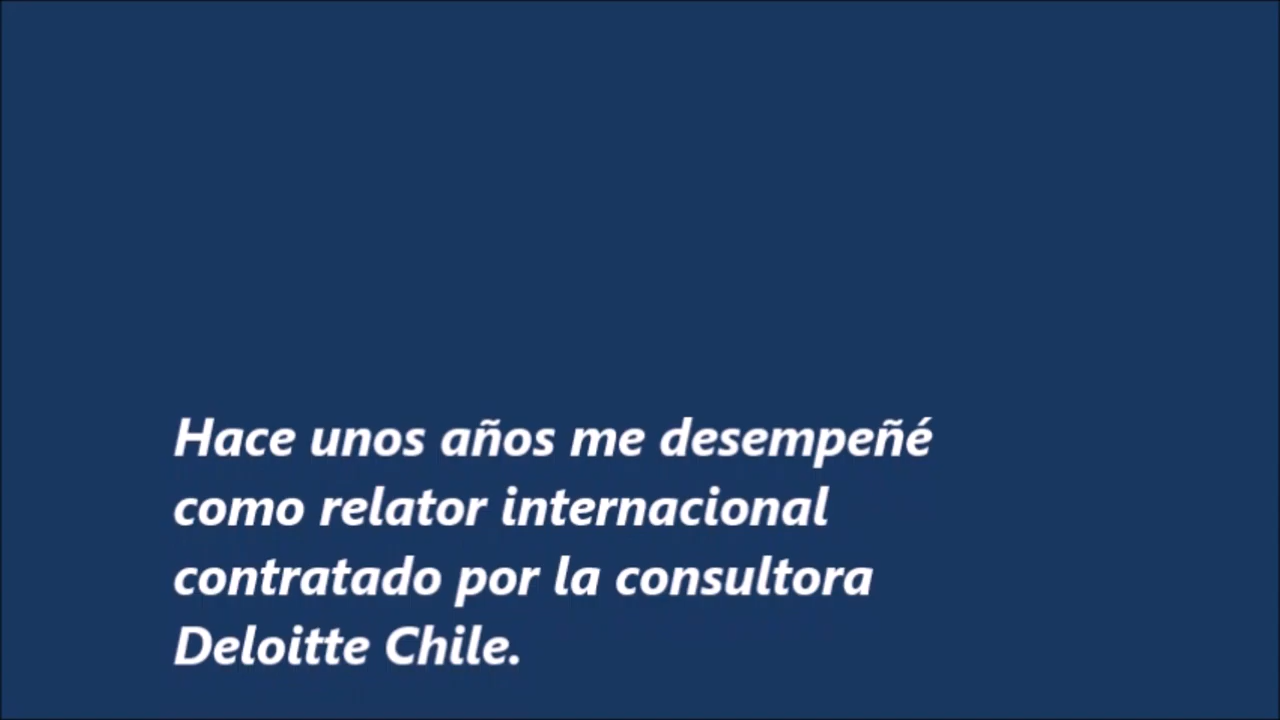 Hace unos años me desempeñé
como relator internacional
contratado por la consultora
Deloitte Chile.